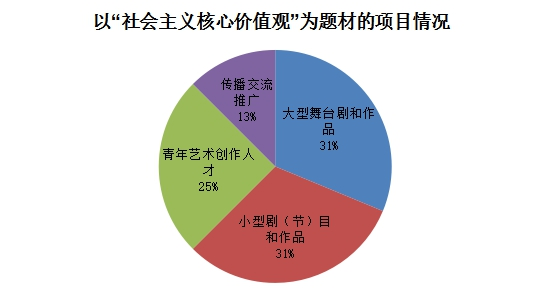 以“社会主义核心价值观”为题材的项目情况
传播交流
推广
13%
大型舞台剧和作
品
31%
青年艺术创作人
才
25%
小型剧（节）目
和作品
31%